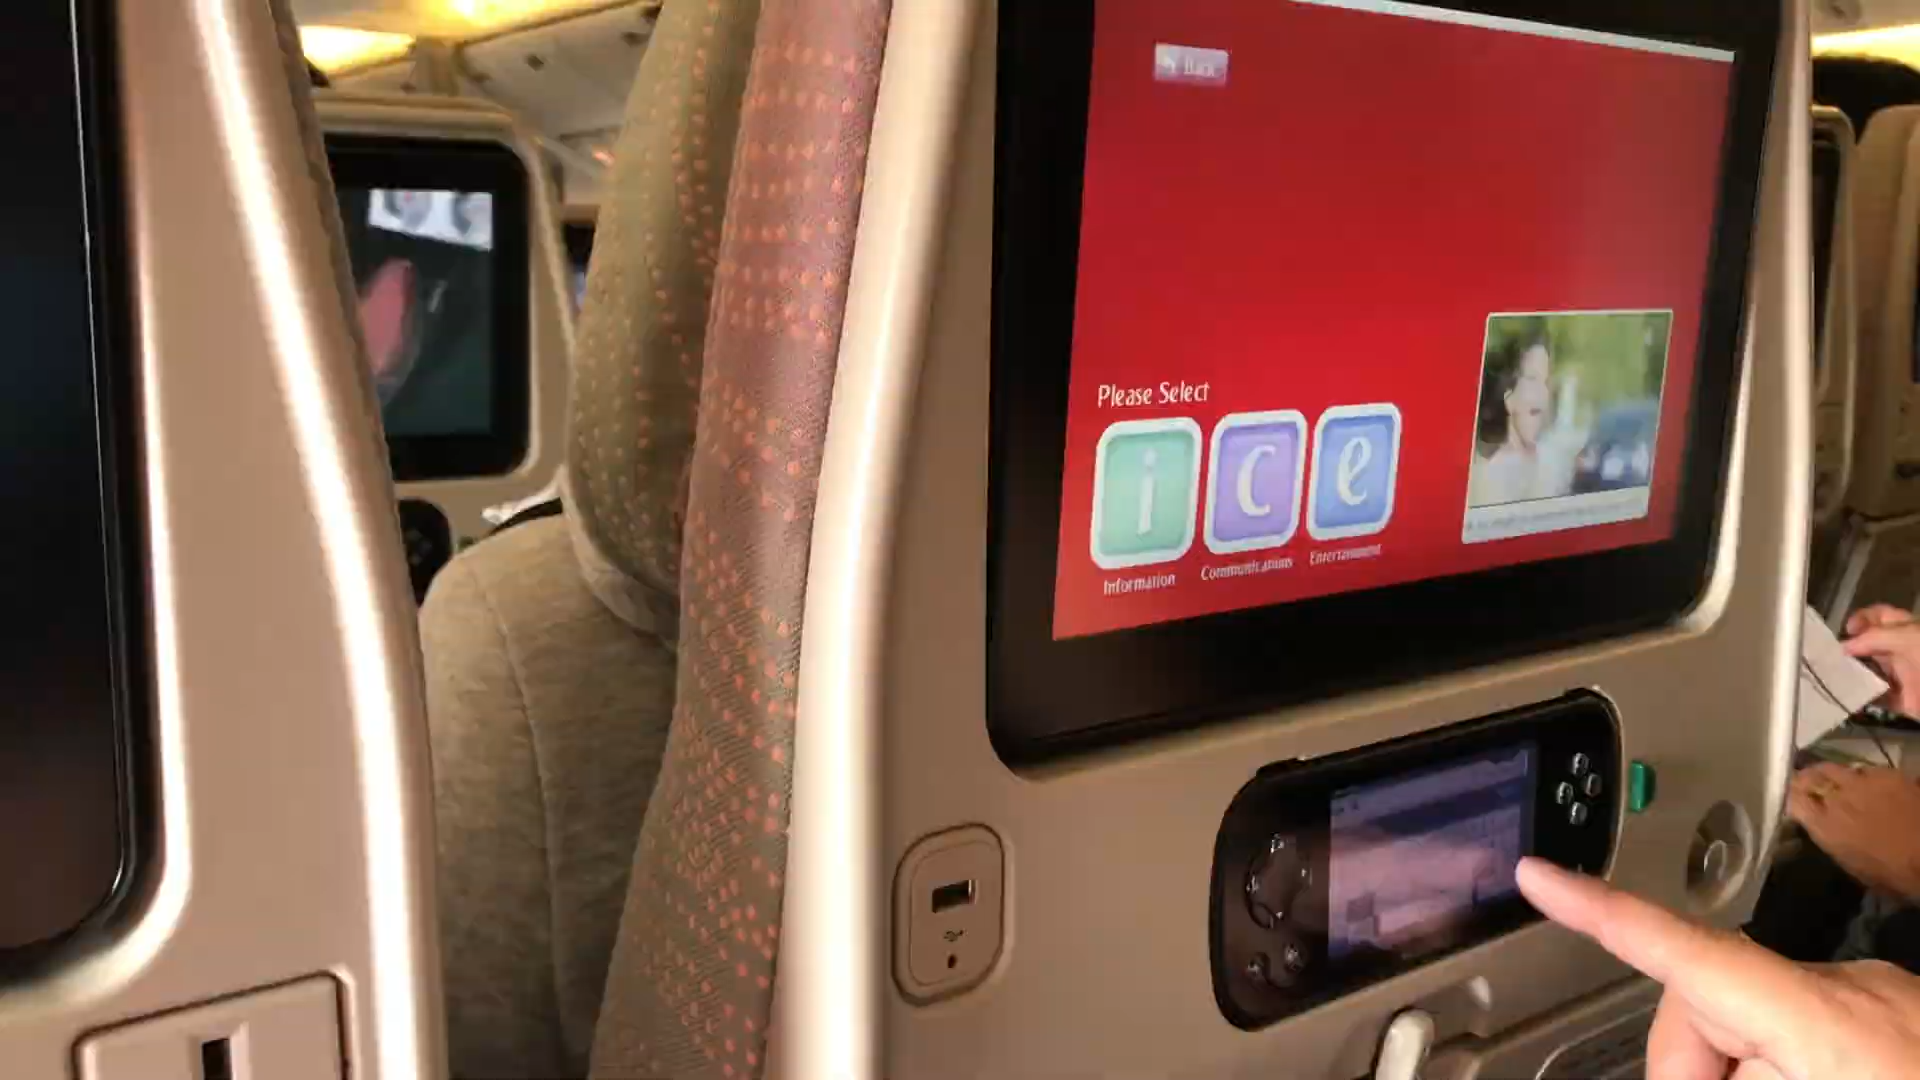 Back
Please Select
i c e
Information Communications Entertainment